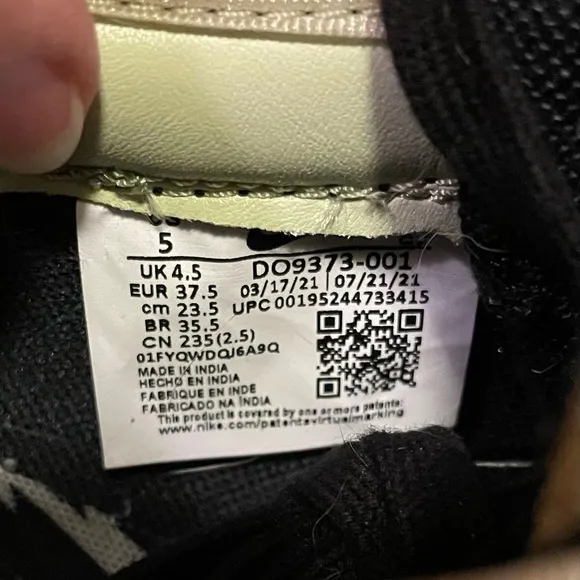 5
UK 4.5
EUR 37.5
cm 23.5
BR 35.5
CN 235(2.5)
01FYQWDQJ6A9Q
MADE IN INDIA
HECHO EN INDIA
FABRIQUE EN INDE
FABRICADO NA INDIA
DO9373-001
03/17/21 | 07/21/21
UPC 00195244733415
This product is covered by one or more patents:
www.nike.com/patentsvirtualmarking